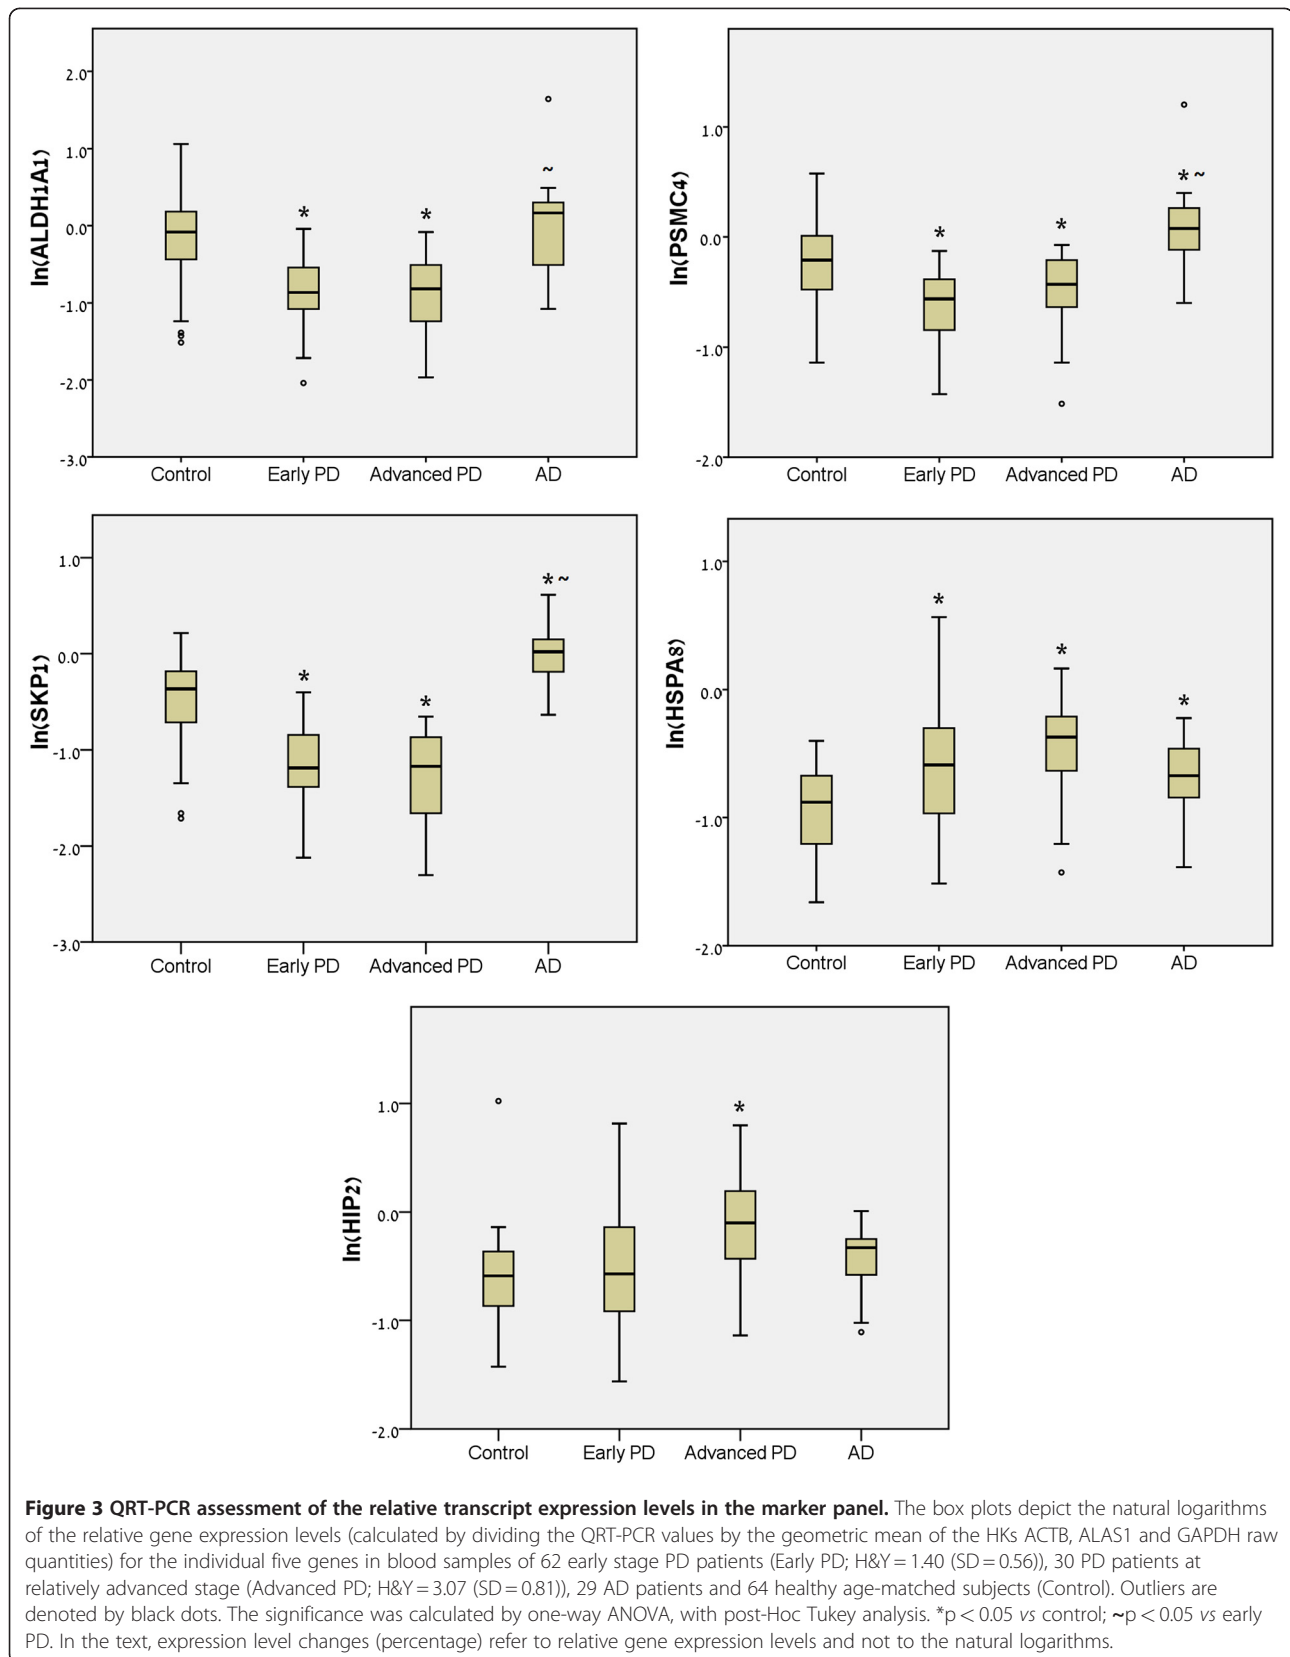 ln(ALDH1A1)
2.0
1.0
0.0
-1.0
-2.0
-3.0
*
*
~
Control Early PD Advanced PD AD
ln(PSMC4)
1.0
0.0
-1.0
-2.0
*
*
* ~
Control Early PD Advanced PD AD
ln(SKP1)
1.0
0.0
-1.0
-2.0
-3.0
*
*
* ~
Control Early PD Advanced PD AD
ln(HSPA8)
1.0
0.0
-1.0
-2.0
*
*
*
Control Early PD Advanced PD AD
ln(HIP2)
1.0
0.0
-1.0
-2.0
*
Control Early PD Advanced PD AD
Figure 3 QRT-PCR assessment of the relative transcript expression levels in the marker panel. The box plots depict the natural logarithms
of the relative gene expression levels (calculated by dividing the QRT-PCR values by the geometric mean of the HKs ACTB, ALAS1 and GAPDH raw
quantities) for the individual five genes in blood samples of 62 early stage PD patients (Early PD; H&Y = 1.40 (SD = 0.56)), 30 PD patients at
relatively advanced stage (Advanced PD; H&Y = 3.07 (SD = 0.81)), 29 AD patients and 64 healthy age-matched subjects (Control). Outliers are
denoted by black dots. The significance was calculated by one-way ANOVA, with post-Hoc Tukey analysis. *p < 0.05 vs control; ~p < 0.05 vs early
PD. In the text, expression level changes (percentage) refer to relative gene expression levels and not to the natural logarithms.